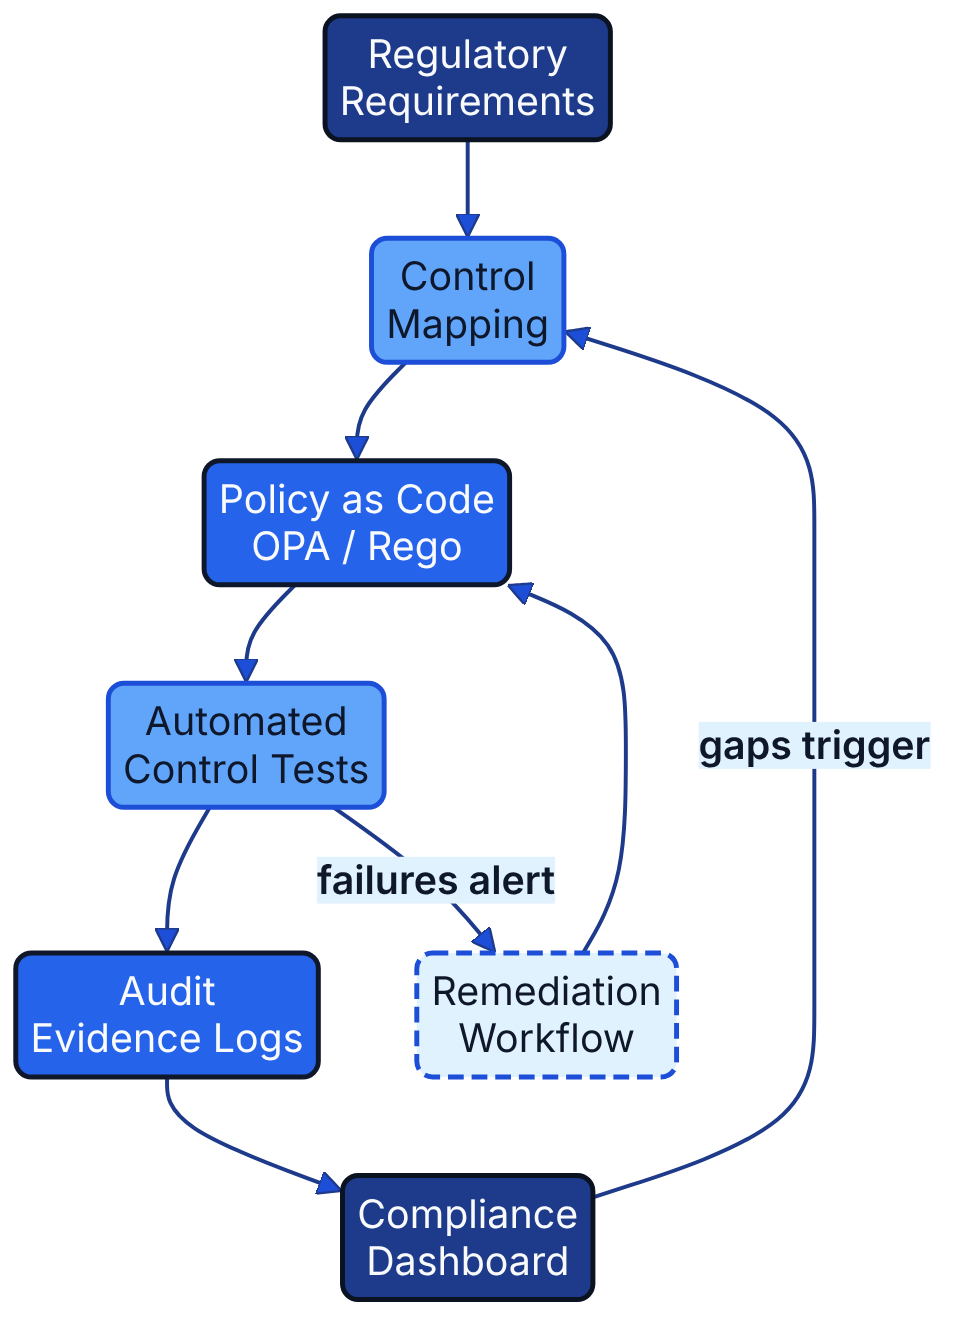 Regulatory
Requirements
Control
Mapping
Policy as Code
OPA / Rego
Automated
Control Tests
gaps trigger
failures alert
Audit
Evidence Logs
Remediation
Workflow
Compliance
Dashboard